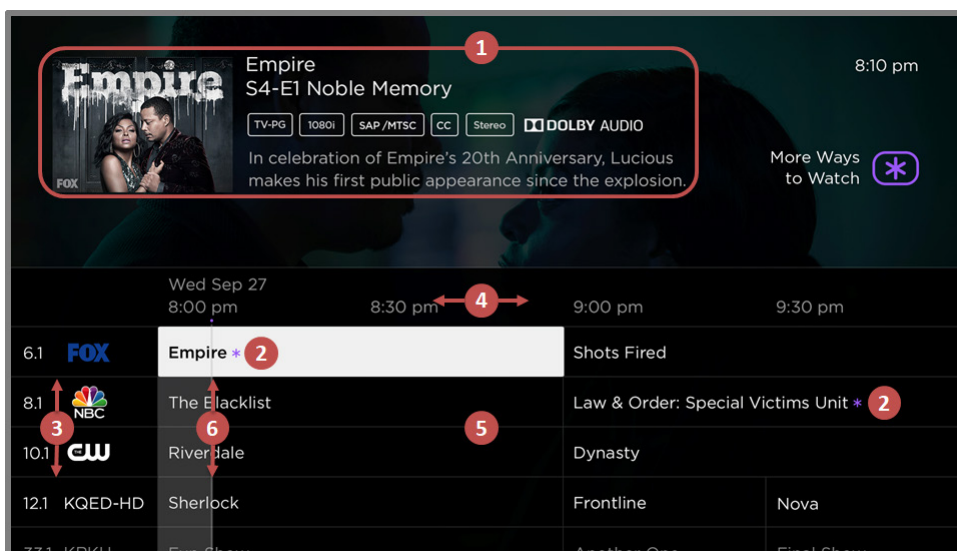 1
Empire
Empire
S4-E1 Noble Memory
8:10 pm
TV-PG 1080i SAP/MTSC CC Stereo DOLBY AUDIO
In celebration of Empire's 20th Anniversary, Lucious
makes his first public appearance since the explosion.
FOX
More Ways
to Watch
Wed Sep 27
8:00 pm 8:30 pm 4 9:00 pm 9:30 pm
6.1 FOX Empire * 2 Shots Fired
8.1 NBC The Blacklist Law & Order: Special Victims Unit * 2
3 6 5
10.1 THE CW Riverdale Dynasty
12.1 KQED-HD Sherlock Frontline Nova